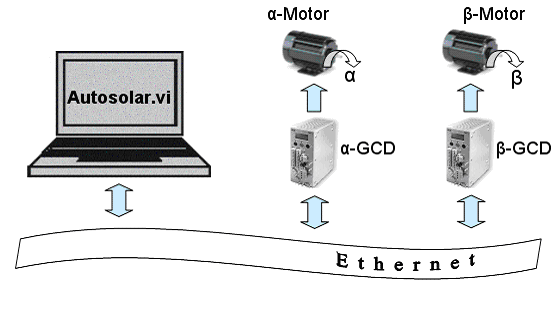 α-Motor
β-Motor
Autosolar.vi
α
β
α-GCD
β-GCD
Ethernet